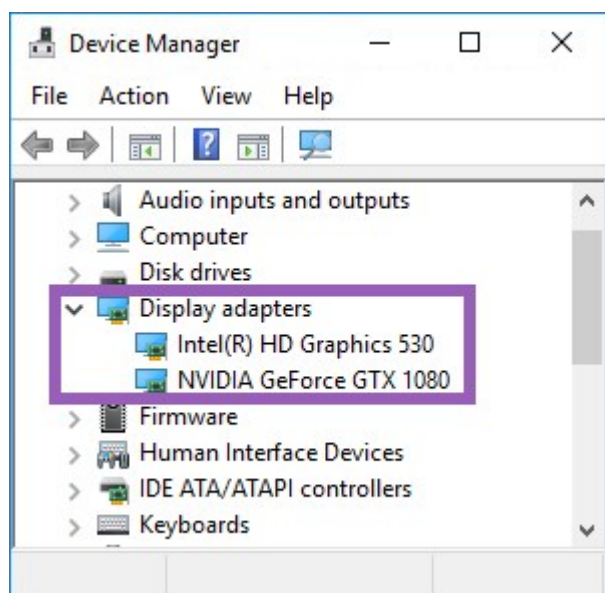 Device Manager
File Action View Help
Audio inputs and outputs
Computer
Disk drives
Display adapters
Intel(R) HD Graphics 530
NVIDIA GeForce GTX 1080
Firmware
Human Interface Devices
IDE ATA/ATAPI controllers
Keyboards